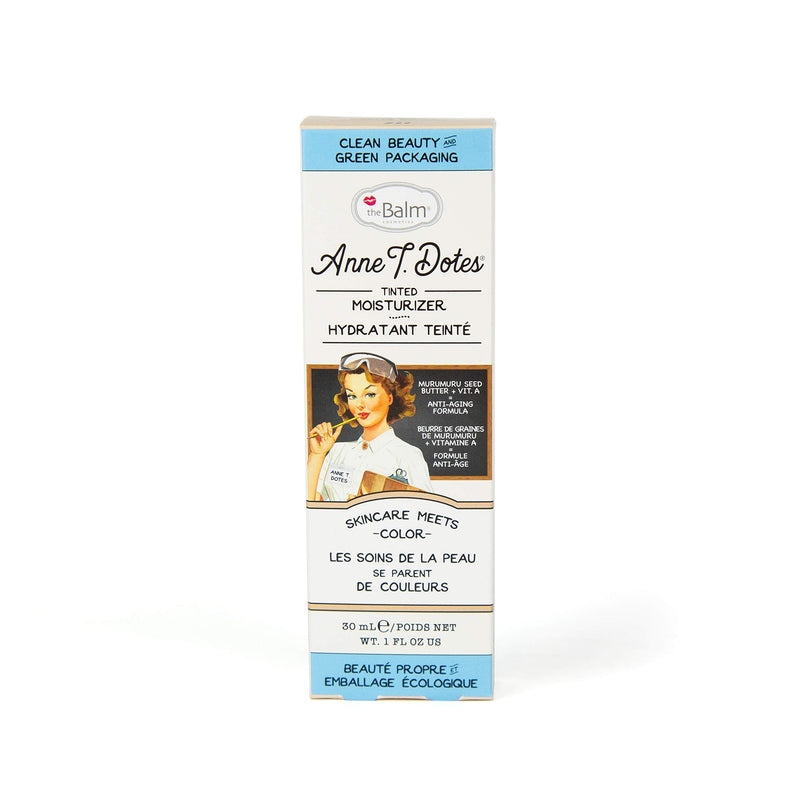 CLEAN BEAUTY AND
GREEN PACKAGING
theBalm®
cosmetics
Anne T. Dotes®
TINTED
MOISTURIZER
HYDRATANT TEINTÉ
MURUMURU SEED
BUTTER + VIT. A
=
ANTI-AGING
FORMULA
BEURRE DE GRAINES
DE MURUMURU
+ VITAMINE A
=
FORMULE
ANTI-ÂGE
ANNE T
DOTES
SKINCARE MEETS
-COLOR-
LES SOINS DE LA PEAU
SE PARENT
DE COULEURS
30 mL℮/POIDS NET
WT. 1 FL OZ US
BEAUTÉ PROPRE ET
EMBALLAGE ÉCOLOGIQUE